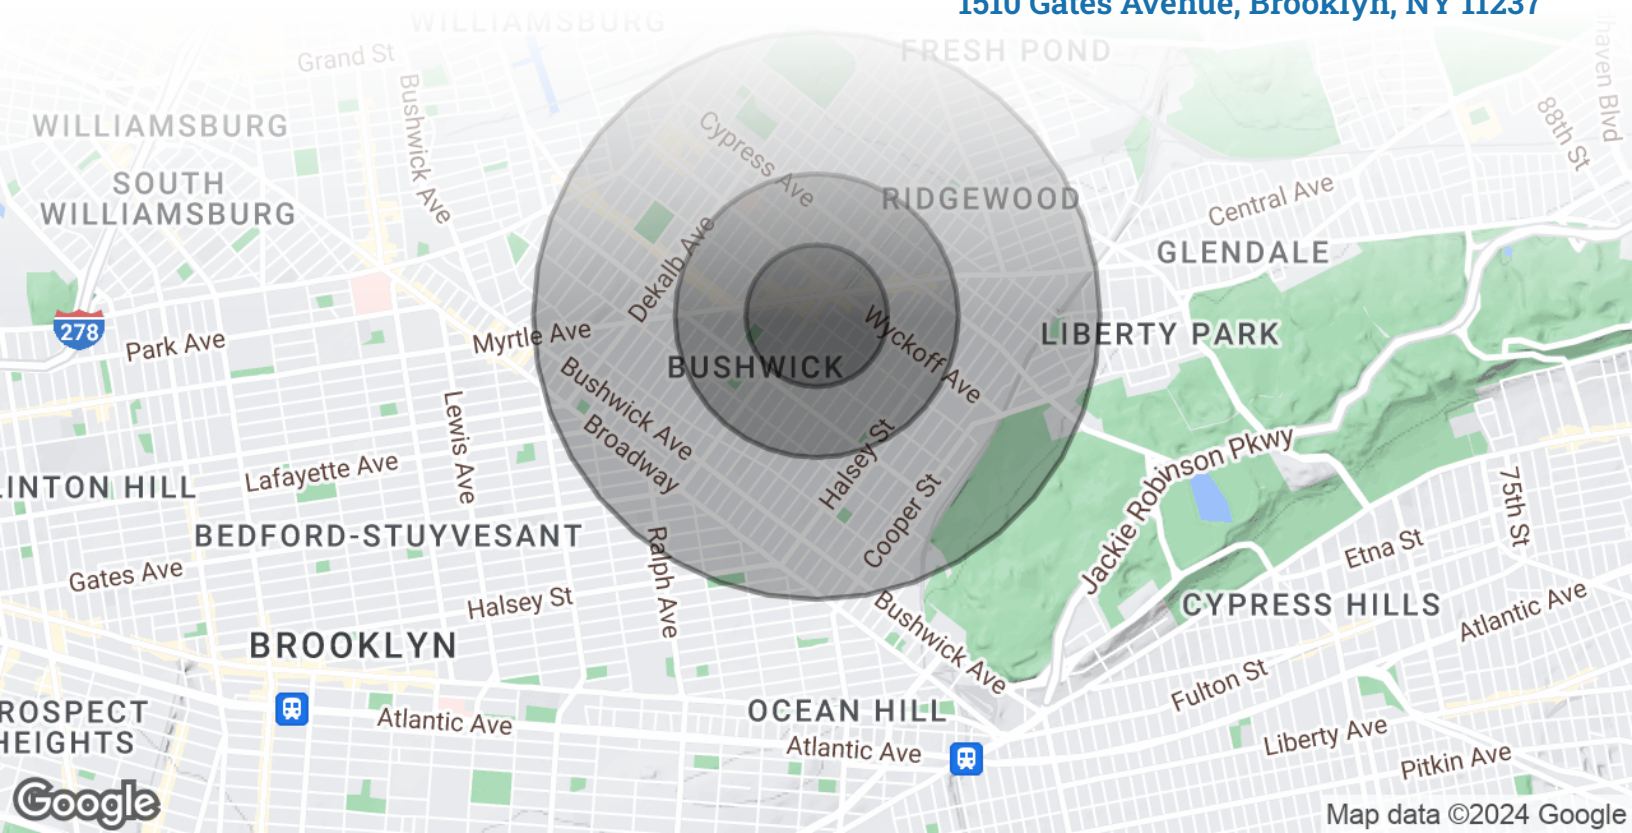 1510 Gates Avenue, Brooklyn, NY 11237
WILLIAMSBURG
FRESH POND
Grand St
Bushwick Ave
88th St
WILLIAMSBURG
Cypress Ave
SOUTH
WILLIAMSBURG
RIDGEWOOD
Central Ave
GLENDALE
Dekalb Ave
278
Park Ave
Myrtle Ave
Wyckoff Ave
LIBERTY PARK
BUSHWICK
Bushwick Ave
Broadway
Lewis Ave
Halsey St
Jackie Robinson Pkwy
Lafayette Ave
LINTON HILL
75th St
Cooper St
BEDFORD-STUYVESANT
Ralph Ave
Etna St
Gates Ave
Halsey St
Bushwick Ave
CYPRESS HILLS
Atlantic Ave
BROOKLYN
Fulton St
ROSPECT
HEIGHTS
Atlantic Ave
OCEAN HILL
Atlantic Ave
Liberty Ave
Pitkin Ave
haven Blvd
Google
Map data ©2024 Google